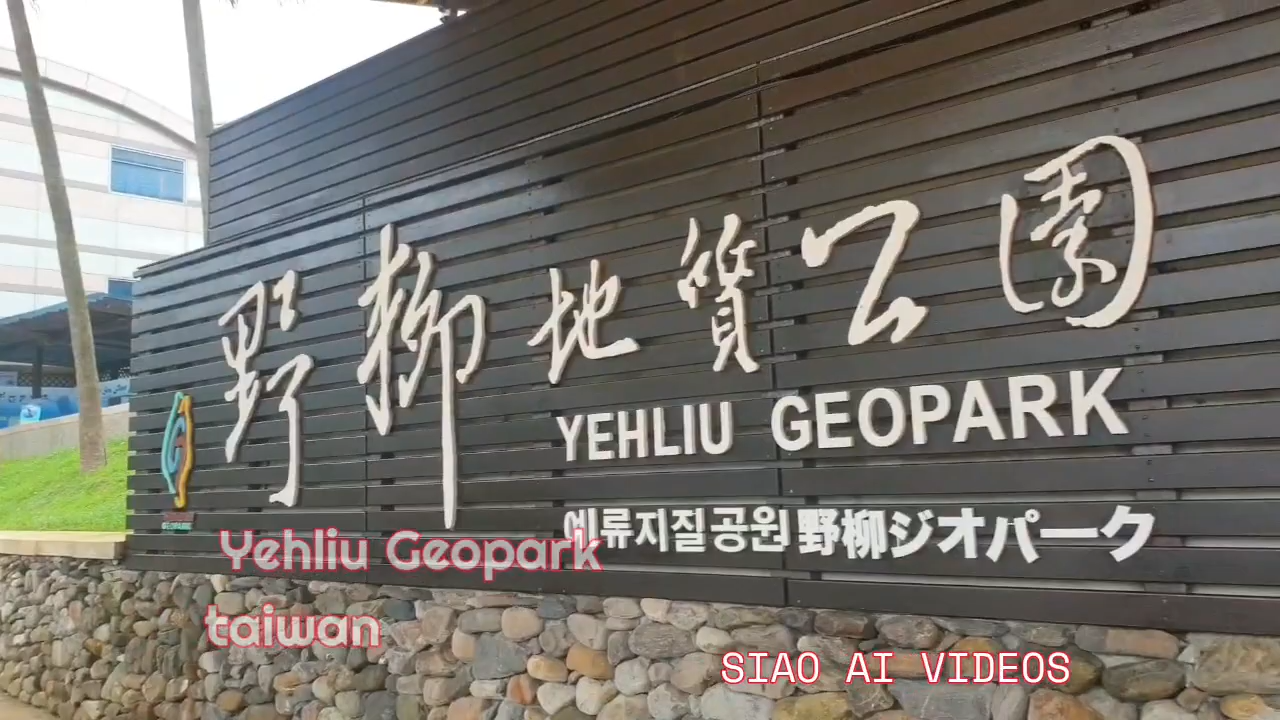 野柳地質公園
YEHLIU GEOPARK
예류지질공원 野柳ジオパーク
GEOPARK
Yehliu Geopark
taiwan
SIAO AI VIDEOS